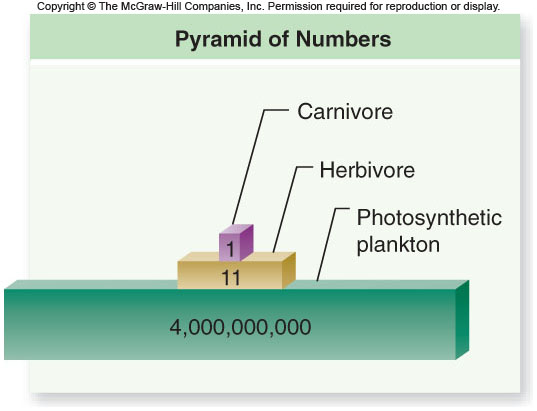 Copyright © The McGraw-Hill Companies, Inc. Permission required for reproduction or display.
Pyramid of Numbers
Carnivore
Herbivore
Photosynthetic
plankton
1
11
4,000,000,000